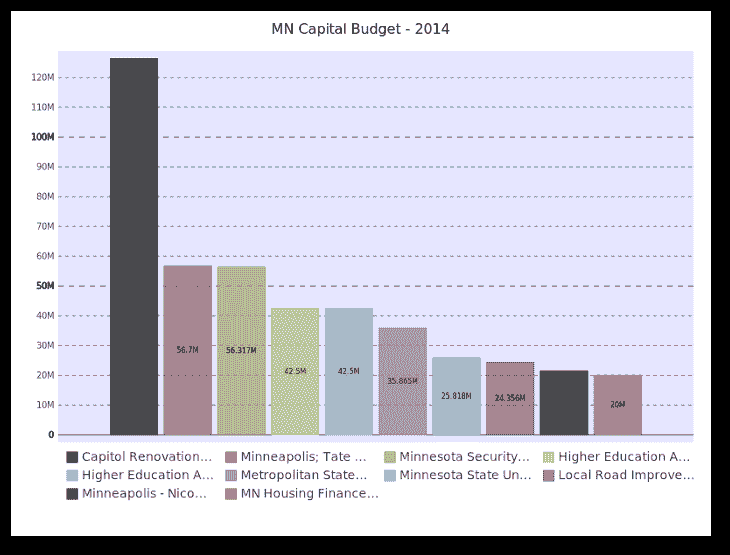 MN Capital Budget - 2014
120M
110M
100M
90M
80M
70M
60M
50M
40M
30M
20M
10M
0
56.7M
56.317M
42.5M
42.5M
35.865M
25.818M
24.356M
20M
Capitol Renovation... Minneapolis; Tate ... Minnesota Security... Higher Education A...
Higher Education A... Metropolitan State... Minnesota State Un... Local Road Improve...
Minneapolis - Nico... MN Housing Finance...